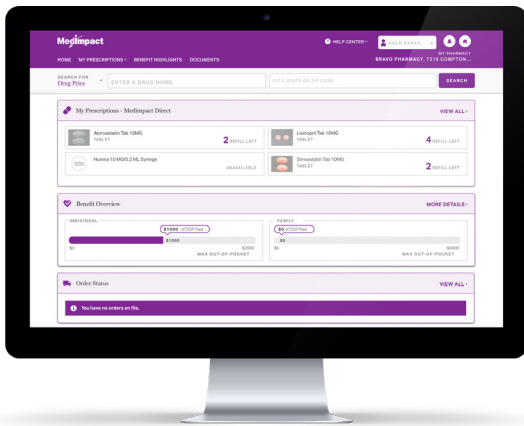 Medimpact
HELP CENTER
MY PHARMACY
HOME MY PRESCRIPTIONS BENEFIT HIGHLIGHTS DOCUMENTS
BRAVO PHARMACY, 7316 COMPTON...
SEARCH FOR
Drug Price
ENTER A DRUG NAME
CITY, STATE OR ZIP CODE
SEARCH
My Prescriptions - Medimpact Direct
VIEW ALL
Atorvastatin Tab 10MG
TABLET
2 REFILL LEFT
Lisinopril Tab 10MG
TABLET
4 REFILL LEFT
Humira 10MG/0.2 ML Syringe
UNAVAILABLE
Simvastatin Tab 10MG
TABLET
2 REFILL LEFT
Benefit Overview
MORE DETAILS
INDIVIDUAL
$1000 of OOP Paid
$1000
$0
$2000
MAX OUT-OF-POCKET
FAMILY
$0 of OOP Paid
$0
$0
MAX OUT-OF-POCKET
Order Status
VIEW ALL
You have no orders on file.